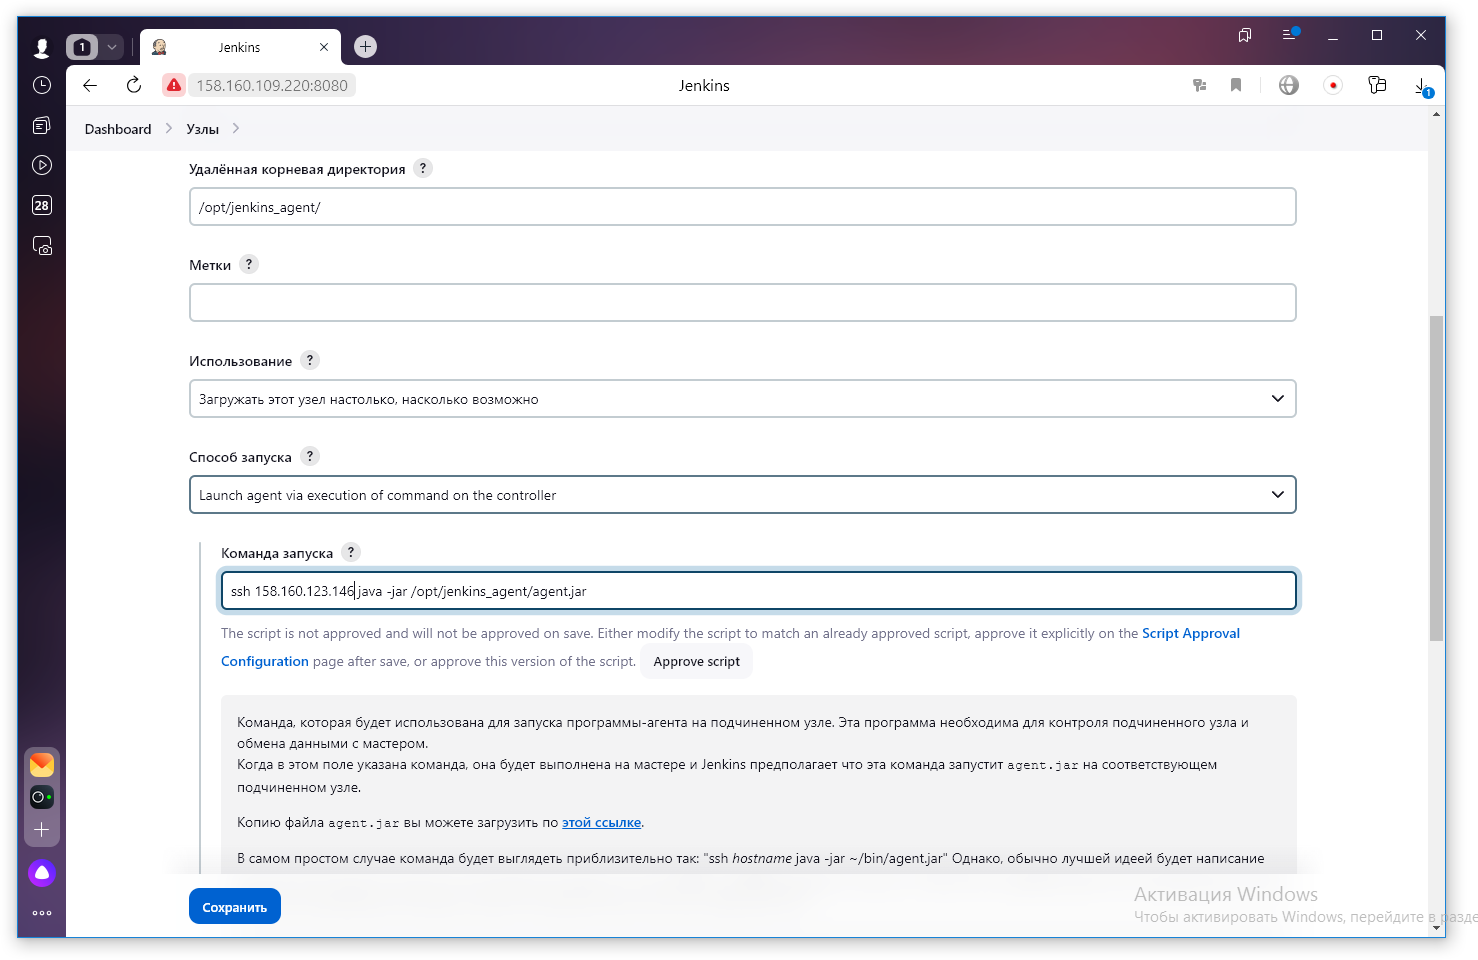 1
Jenkins
158.160.109.220:8080
Jenkins
1
Dashboard
Узлы
28
Удалённая корневая директория ?
/opt/jenkins_agent/
Метки ?
Использование ?
Загружать этот узел настолько, насколько возможно
Способ запуска ?
Launch agent via execution of command on the controller
Команда запуска ?
ssh 158.160.123.146 java -jar /opt/jenkins_agent/agent.jar
The script is not approved and will not be approved on save. Either modify the script to match an already approved script, approve it explicitly on the Script Approval
Configuration page after save, or approve this version of the script. Approve script
Команда, которая будет использована для запуска программы-агента на подчиненном узле. Эта программа необходима для контроля подчиненного узла и
обмена данными с мастером.
Когда в этом поле указана команда, она будет выполнена на мастере и Jenkins предполагает что эта команда запустит agent.jar на соответствующем
подчиненном узле.
Копию файла agent.jar вы можете загрузить по этой ссылке.
В самом простом случае команда будет выглядеть приблизительно так: "ssh hostname java -jar ~/bin/agent.jar" Однако, обычно лучшей идеей будет написание
Сохранить
Активация Windows
Чтобы активировать Windows, перейдите в разде